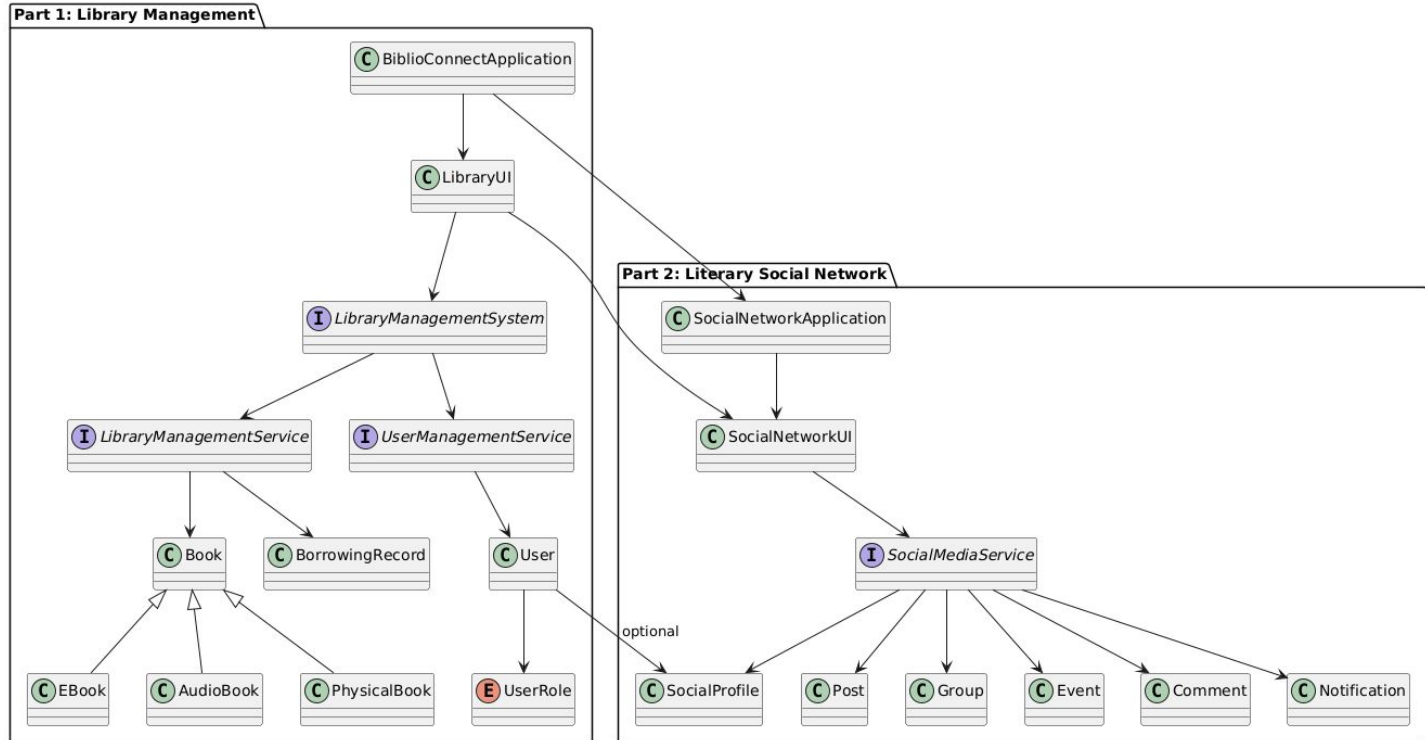 Part 1: Library Management
C BiblioConnectApplication
C LibraryUI
Part 2: Literary Social Network
I LibraryManagementSystem
C SocialNetworkApplication
I LibraryManagementService
I UserManagementService
C SocialNetworkUI
C Book
C BorrowingRecord
C User
I SocialMediaService
optional
C EBook
C AudioBook
C PhysicalBook
E UserRole
C SocialProfile
C Post
C Group
C Event
C Comment
C Notification